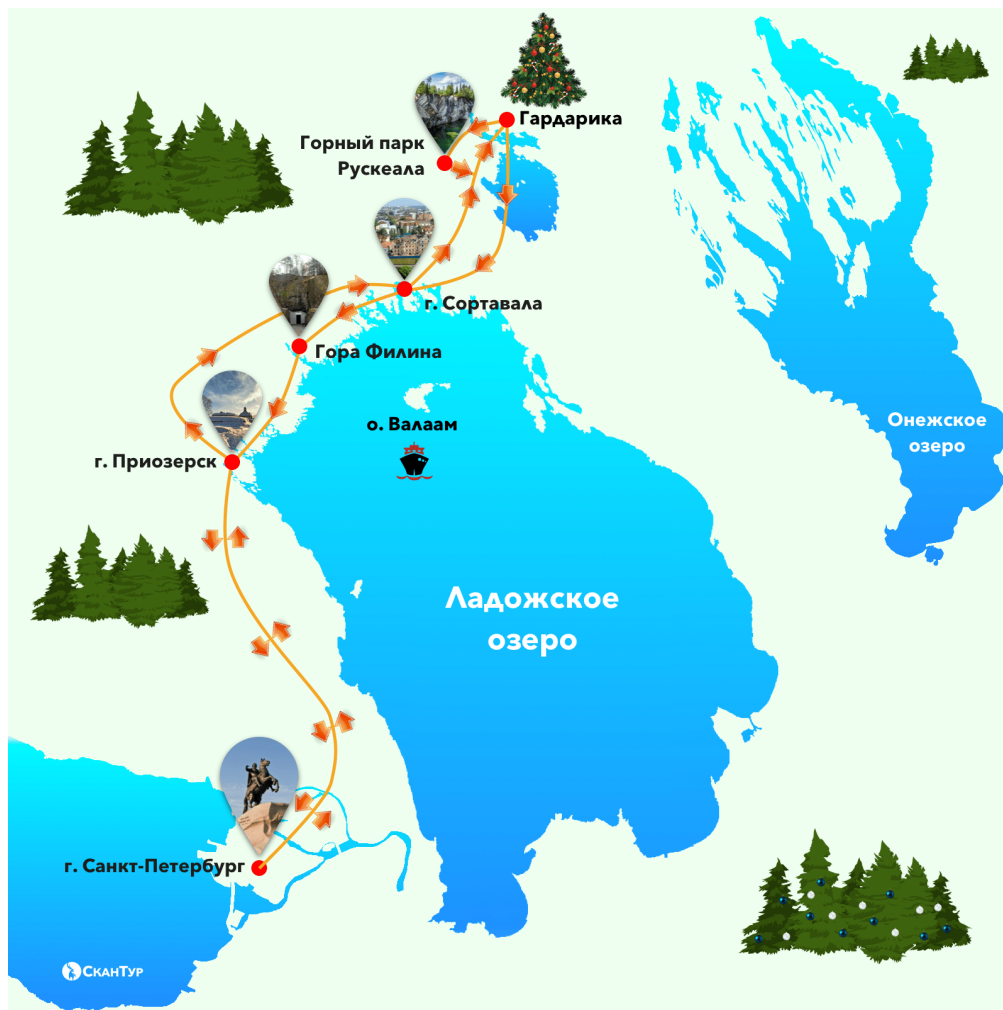 Гардарика
Горный парк
Рускеала
г. Сортавала
Гора Филина
о. Валаам
Онежское
озеро
г. Приозерск
Ладожское
озеро
г. Санкт-Петербург
СканТур